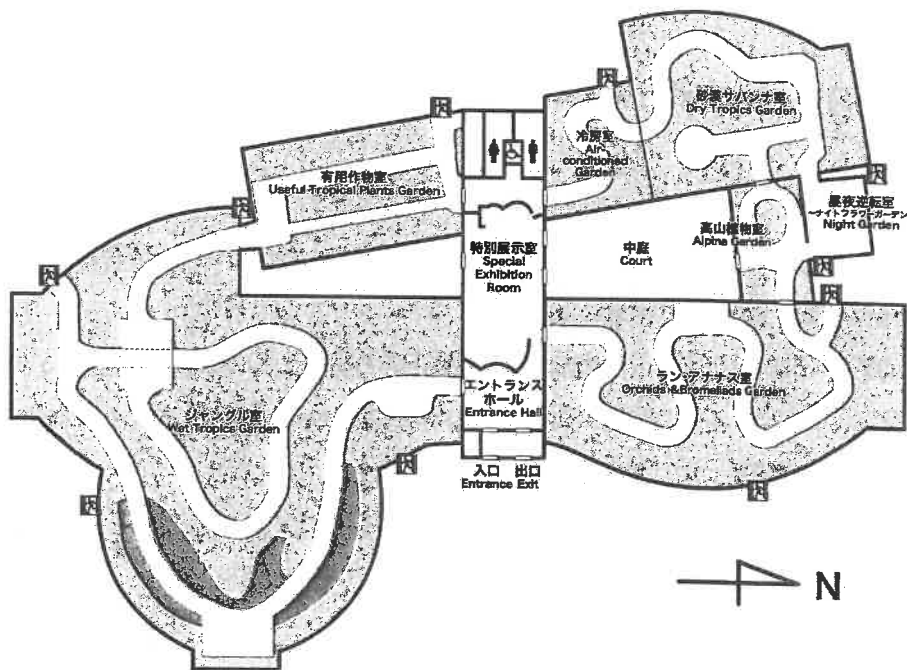 砂漠サバンナ室
Dry Tropics Garden
冷房室
Air-
conditioned
Garden
有用作物室
Useful Tropical Plants Garden
昼夜逆転室
〜ナイトフラワーガーデン〜
Night Garden
高山植物室
Alpine Garden
特別展示室
Special
Exhibition
Room
中庭
Court
ラン・アナナス室
Orchids & Bromeliads Garden
エントランス
ホール
Entrance Hall
ジャングル室
Wet Tropics Garden
入口 出口
Entrance Exit
N